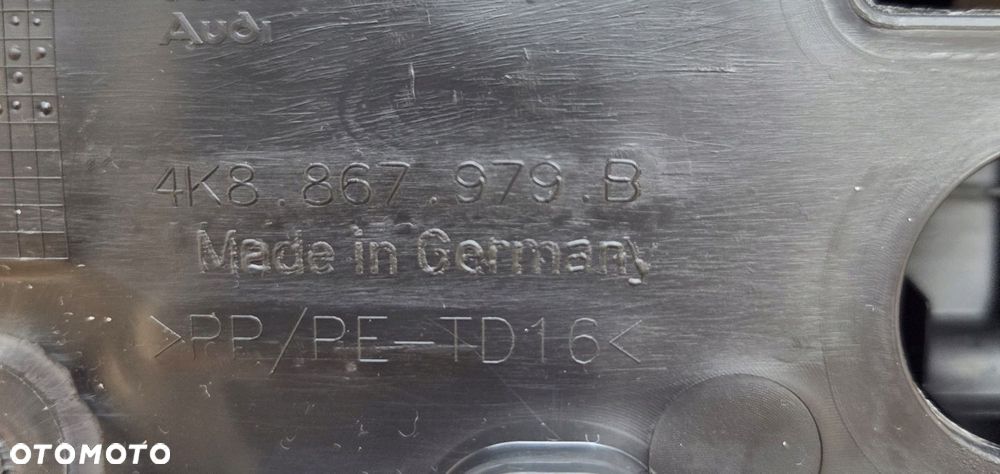 Audi
4K8.867.979.B
Made in Germany
>PP/PE-TD16<
OTOMOTO